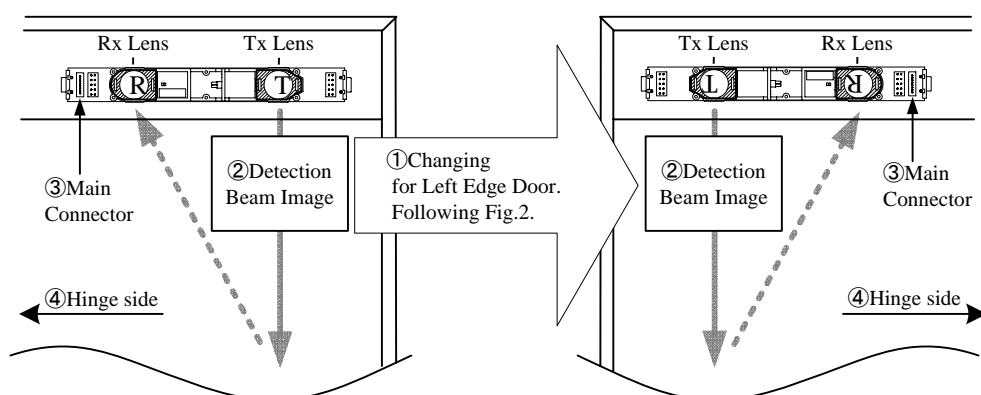 Rx Lens
Tx Lens
R
T
③Main
Connector
②Detection
Beam Image
④Hinge side
①Changing
for Left Edge Door.
Following Fig.2.
Tx Lens
Rx Lens
T
R
②Detection
Beam Image
③Main
Connector
④Hinge side